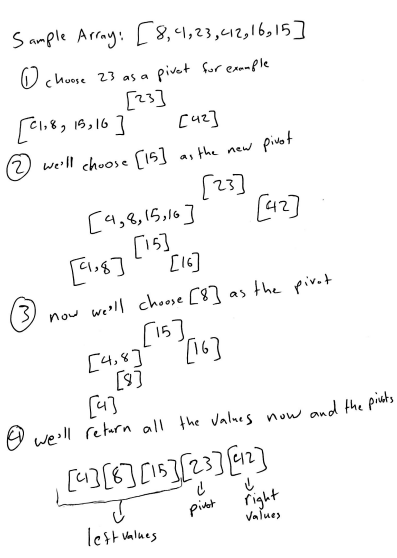 Sample Array: [8,4,23,42,16,15]
① choose 23 as a pivot for example
[23]
[4,8, 15,16] [42]
② we'll choose [15] as the new pivot
[23]
[4,8,15,16] [42]
[15]
[4,8] [16]
③ now we'll choose [8] as the pivot
[15]
[4,8] [16]
[8]
[4]
④ we'll return all the values now and the pivots
[4][8][15][23][42]
left values pivot right values